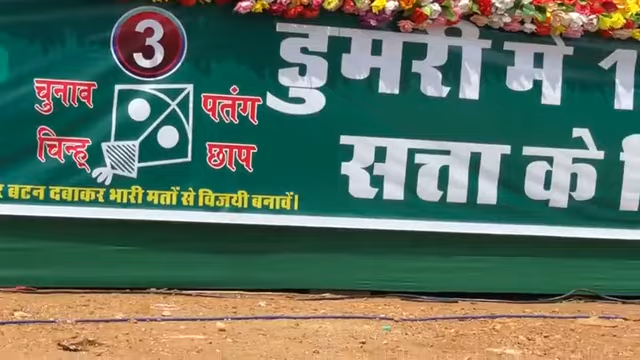 3
चुनाव
चिन्ह्
पतंग
छाप
बटन दबाकर भारी मतों से विजयी बनावें।
डुमरी में 1
सत्ता के